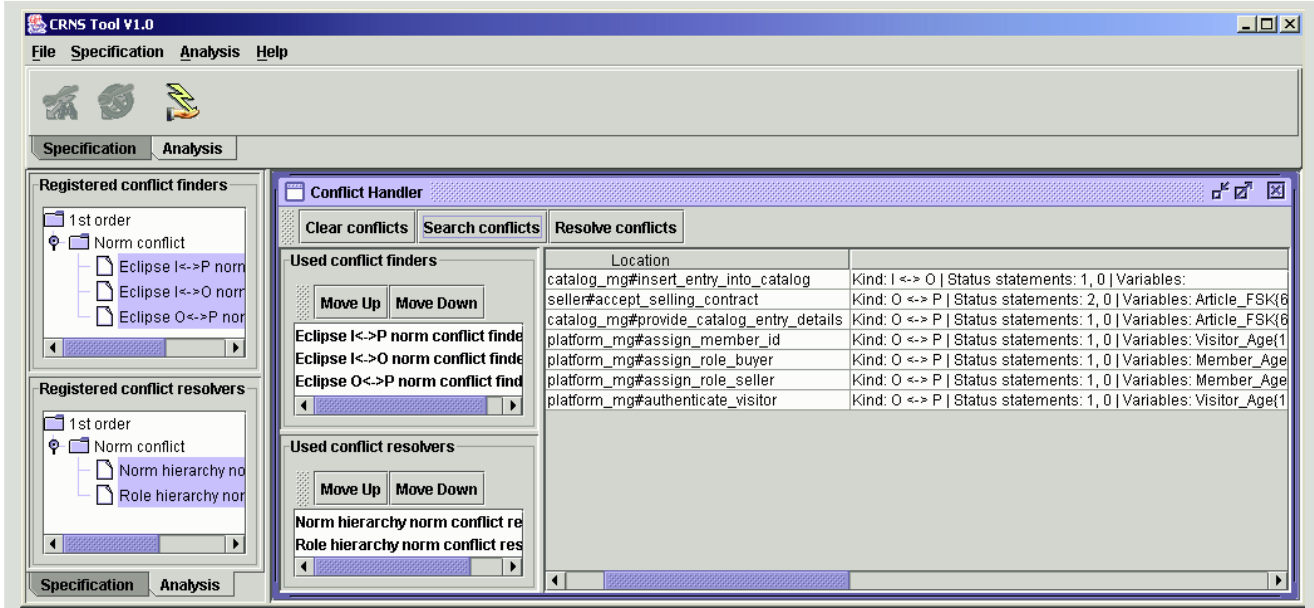 CRNS Tool V1.0
File Specification Analysis Help
Specification Analysis
Registered conflict finders
1st order
Norm conflict
Eclipse I<->P norn
Eclipse I<->O norr
Eclipse O<->P nor
Registered conflict resolvers
1st order
Norm conflict
Norm hierarchy no
Role hierarchy nor
Specification Analysis
Conflict Handler
Clear conflicts Search conflicts Resolve conflicts
Used conflict finders
Move Up Move Down
Eclipse I<->P norm conflict finde
Eclipse I<->O norm conflict finde
Eclipse O<->P norm conflict find
Used conflict resolvers
Move Up Move Down
Norm hierarchy norm conflict re
Role hierarchy norm conflict res
Location
catalog_mg#insert_entry_into_catalog Kind: I <-> O | Status statements: 1, 0 | Variables:
seller#accept_selling_contract Kind: O <-> P | Status statements: 2, 0 | Variables: Article_FSK{6
catalog_mg#provide_catalog_entry_details Kind: O <-> P | Status statements: 1, 0 | Variables: Article_FSK{6
platform_mg#assign_member_id Kind: O <-> P | Status statements: 1, 0 | Variables: Visitor_Age{1
platform_mg#assign_role_buyer Kind: O <-> P | Status statements: 1, 0 | Variables: Member_Age
platform_mg#assign_role_seller Kind: O <-> P | Status statements: 1, 0 | Variables: Member_Age
platform_mg#authenticate_visitor Kind: O <-> P | Status statements: 1, 0 | Variables: Visitor_Age{1